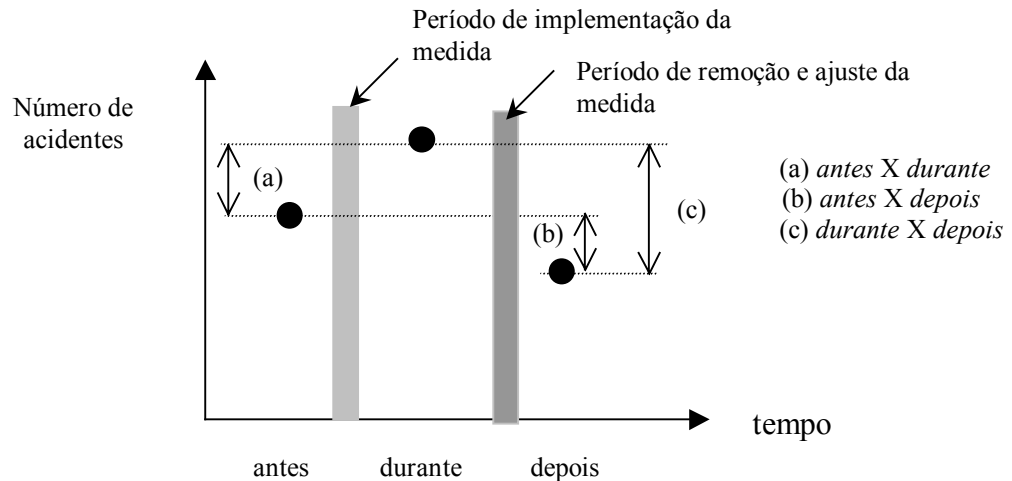 Período de implementação da
medida
Período de remoção e ajuste da
medida
Número de
acidentes
(a)
(b)
(c)
(a) antes X durante
(b) antes X depois
(c) durante X depois
tempo
antes durante depois